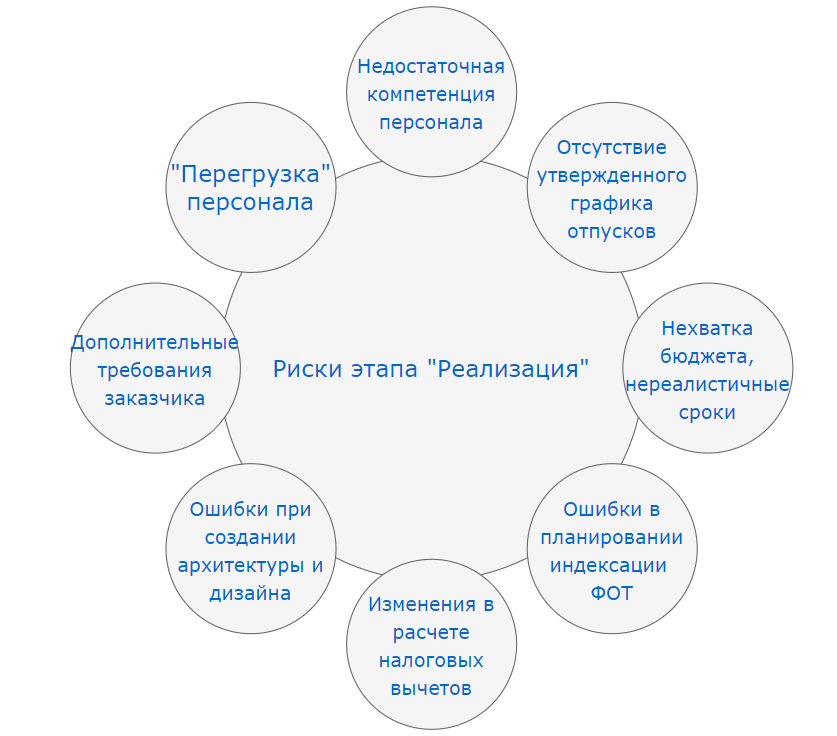 Недостаточная
компетенция
персонала
Отсутствие
утвержденного
графика
отпусков
"Перегрузка"
персонала
Нехватка
бюджета,
нереалистичные
сроки
Дополнительные
требования
заказчика
Риски этапа "Реализация"
Ошибки при
создании
архитектуры и
дизайна
Ошибки в
планировании
индексации
ФОТ
Изменения в
расчете
налоговых
вычетов